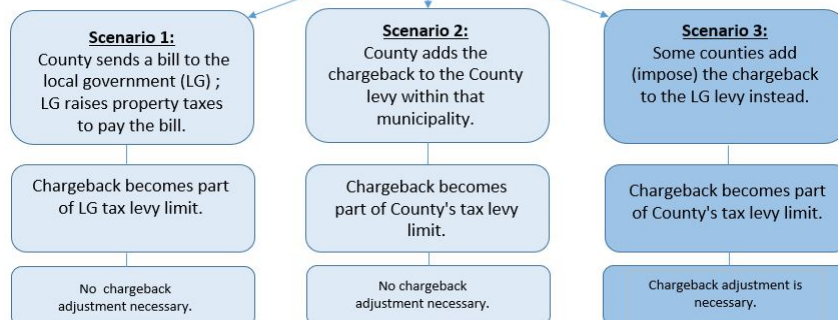 Scenario 1:
County sends a bill to the
local government (LG) ;
LG raises property taxes
to pay the bill.
Chargeback becomes part
of LG tax levy limit.
No chargeback
adjustment necessary.
Scenario 2:
County adds the
chargeback to the County
levy within that
municipality.
Chargeback becomes
part of County's tax levy
limit.
No chargeback
adjustment necessary.
Scenario 3:
Some counties add
(impose) the chargeback
to the LG levy instead.
Chargeback becomes part
of County's tax levy limit.
Chargeback adjustment is
necessary.